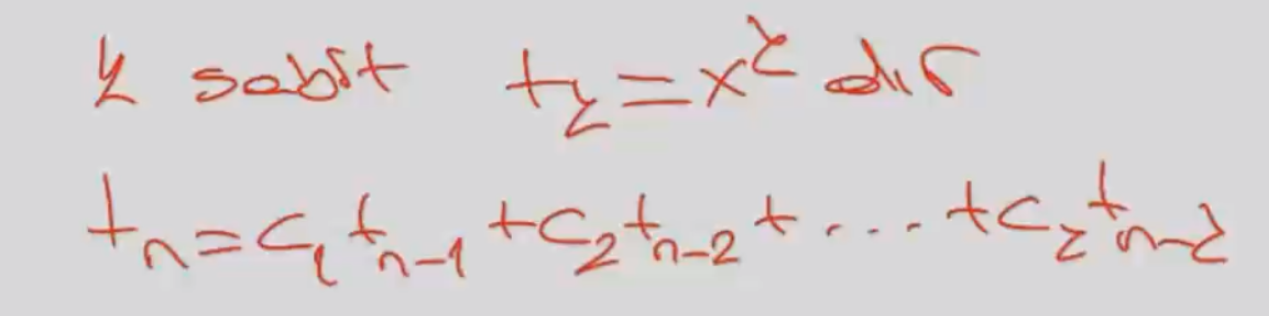 k sabit t_k = x^k dır
t_n = c_1 t_{n-1} + c_2 t_{n-2} + .... + c_k t_{n-k}